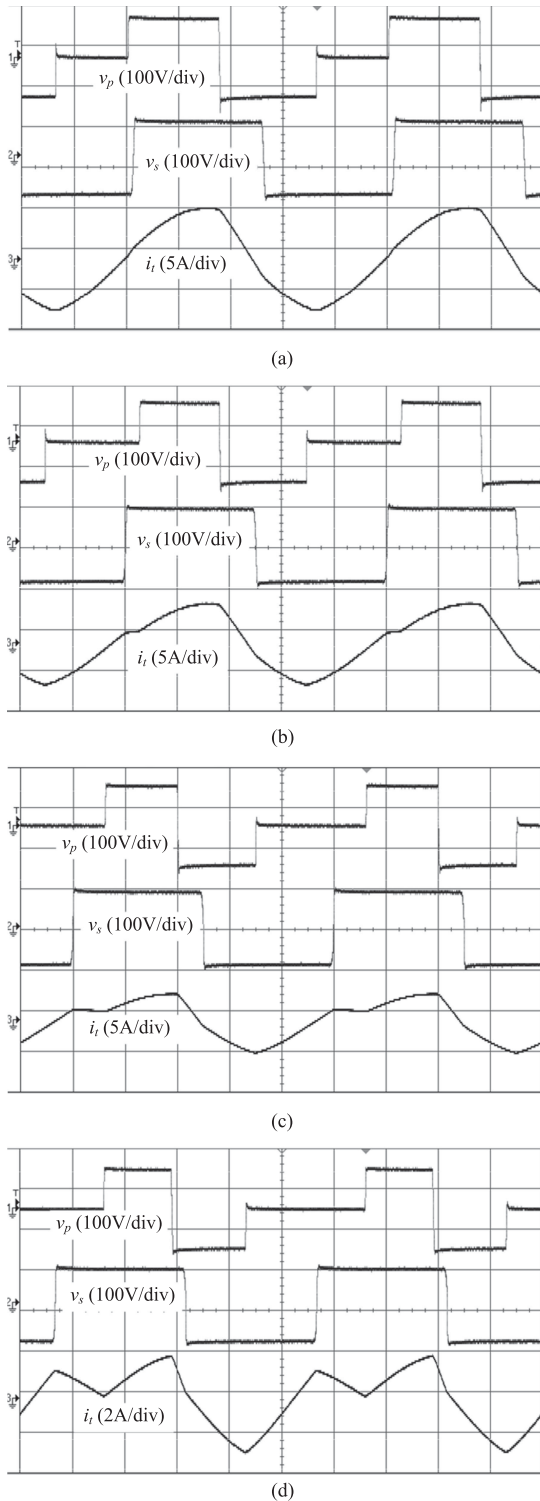 T
1
v_p (100V/div)
2
v_s (100V/div)
3
i_t (5A/div)
(a)
T
1
v_p (100V/div)
2
v_s (100V/div)
3
i_t (5A/div)
(b)
T
1
v_p (100V/div)
2
v_s (100V/div)
3
i_t (5A/div)
(c)
T
1
v_p (100V/div)
v_s (100V/div)
2
3
i_t (2A/div)
(d)